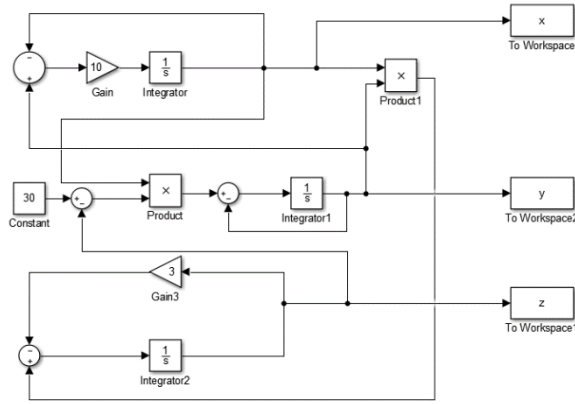 x
To Workspace
10
Gain
1
s
Integrator
×
Product1
30
Constant
×
Product
1
s
Integrator1
y
To Workspace2
3
Gain3
z
To Workspace1
1
s
Integrator2